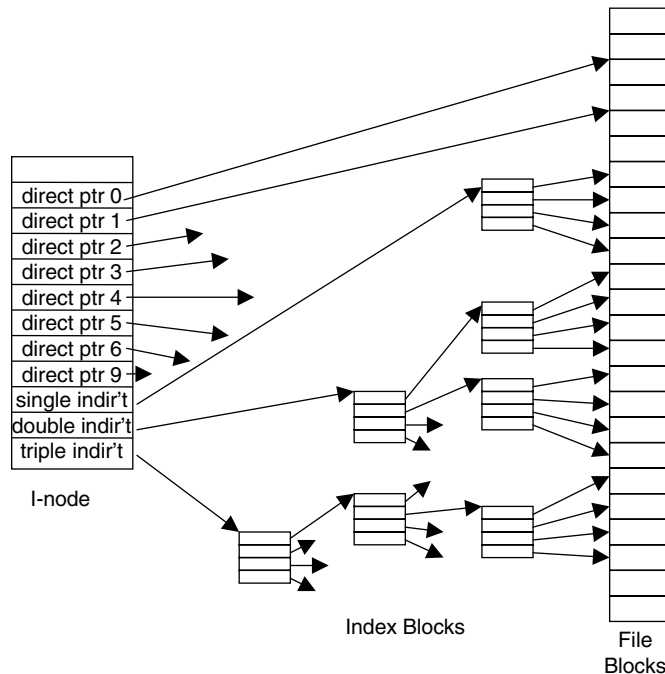 direct ptr 0
direct ptr 1
direct ptr 2
direct ptr 3
direct ptr 4
direct ptr 5
direct ptr 6
direct ptr 9
single indir't
double indir't
triple indir't
I-node
Index Blocks
File
Blocks